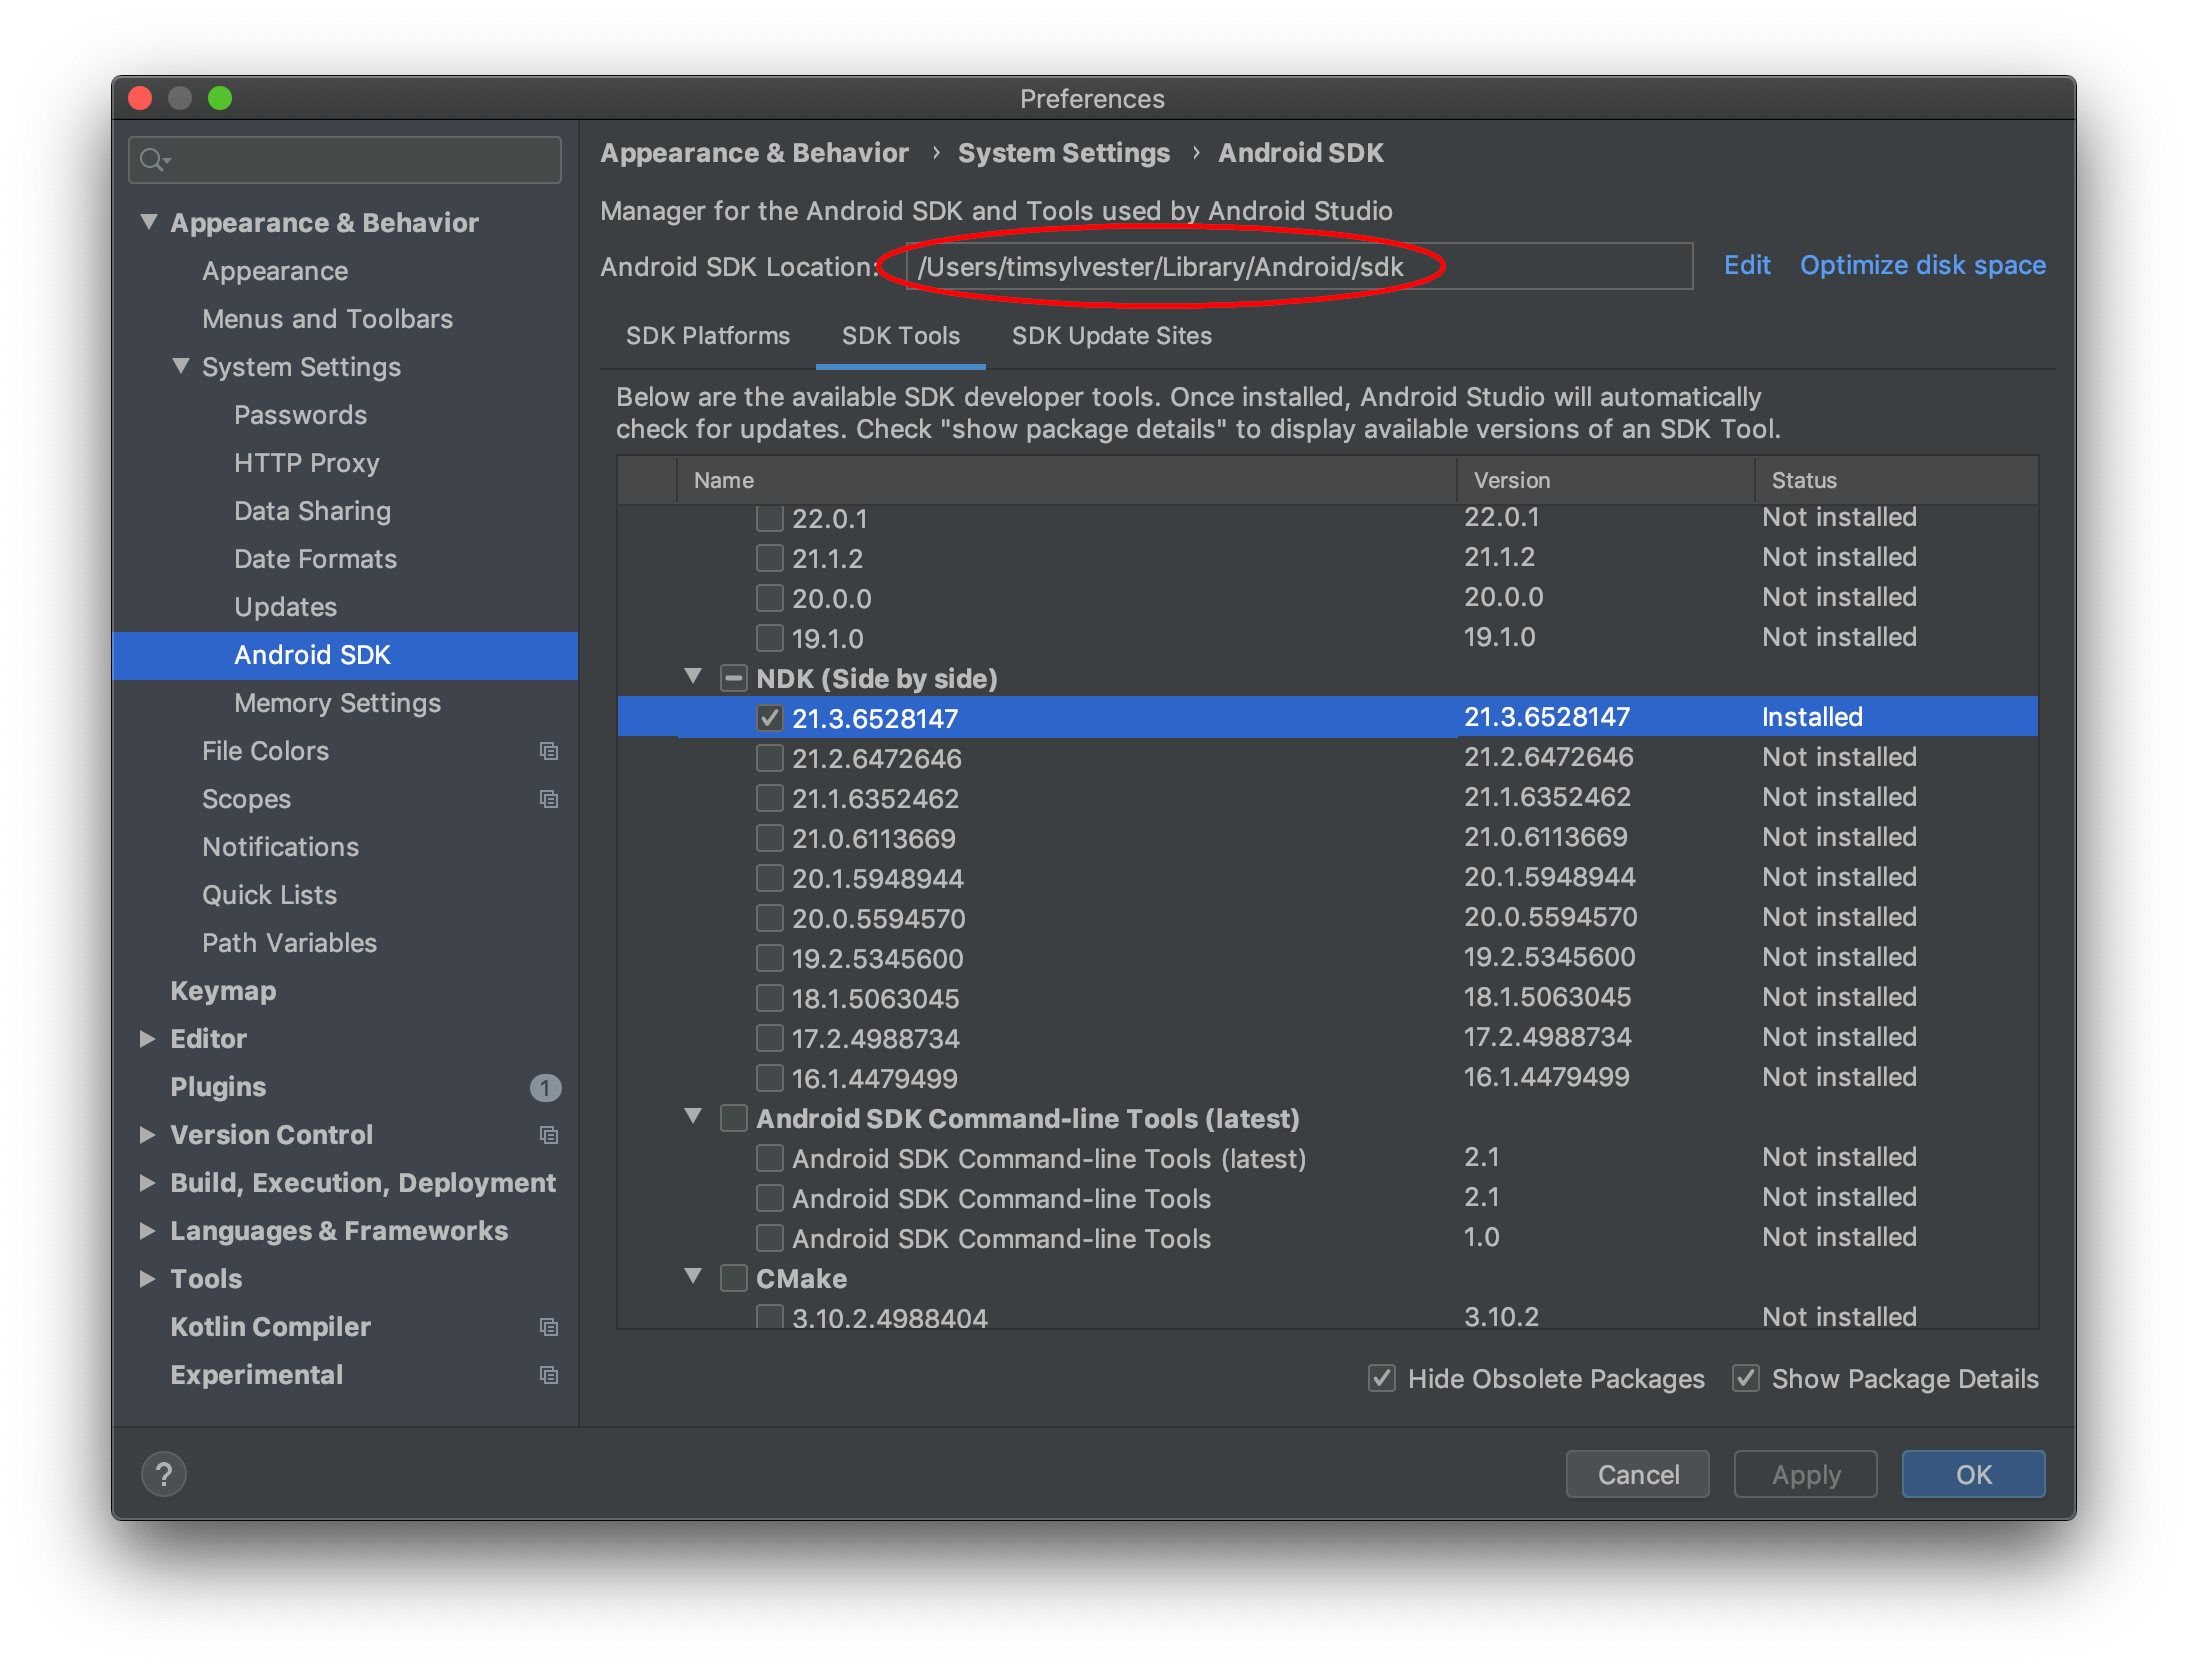 Preferences
Appearance & Behavior
Appearance
Menus and Toolbars
System Settings
Passwords
HTTP Proxy
Data Sharing
Date Formats
Updates
Android SDK
Memory Settings
File Colors
Scopes
Notifications
Quick Lists
Path Variables
Keymap
Editor
Plugins 1
Version Control
Build, Execution, Deployment
Languages & Frameworks
Tools
Kotlin Compiler
Experimental
Appearance & Behavior › System Settings › Android SDK
Manager for the Android SDK and Tools used by Android Studio
Android SDK Location: /Users/timsylvester/Library/Android/sdk Edit Optimize disk space
SDK Platforms SDK Tools SDK Update Sites
Below are the available SDK developer tools. Once installed, Android Studio will automatically
check for updates. Check "show package details" to display available versions of an SDK Tool.
Name Version Status
22.0.1 22.0.1 Not installed
21.1.2 21.1.2 Not installed
20.0.0 20.0.0 Not installed
19.1.0 19.1.0 Not installed
NDK (Side by side)
21.3.6528147 21.3.6528147 Installed
21.2.6472646 21.2.6472646 Not installed
21.1.6352462 21.1.6352462 Not installed
21.0.6113669 21.0.6113669 Not installed
20.1.5948944 20.1.5948944 Not installed
20.0.5594570 20.0.5594570 Not installed
19.2.5345600 19.2.5345600 Not installed
18.1.5063045 18.1.5063045 Not installed
17.2.4988734 17.2.4988734 Not installed
16.1.4479499 16.1.4479499 Not installed
Android SDK Command-line Tools (latest)
Android SDK Command-line Tools (latest) 2.1 Not installed
Android SDK Command-line Tools 2.1 Not installed
Android SDK Command-line Tools 1.0 Not installed
CMake
3.10.2.4988404 3.10.2 Not installed
Hide Obsolete Packages Show Package Details
? Cancel Apply OK